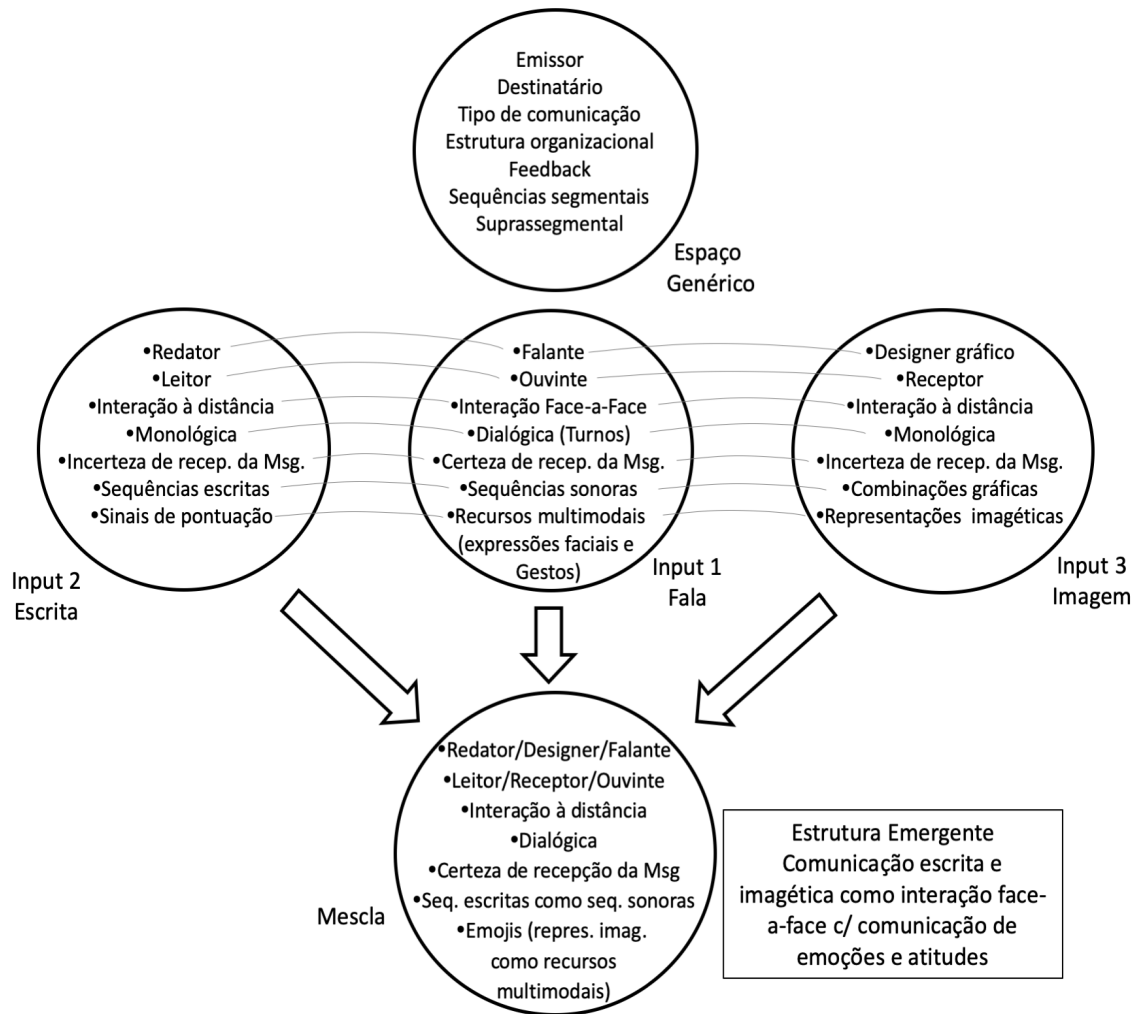 Emissor
Destinatário
Tipo de comunicação
Estrutura organizacional
Feedback
Sequências segmentais
Suprassegmental
Espaço
Genérico
•Redator
•Leitor
•Interação à distância
•Monológica
•Incerteza de recep. da Msg.
•Sequências escritas
•Sinais de pontuação
Input 2
Escrita
•Falante
•Ouvinte
•Interação Face-a-Face
•Dialógica (Turnos)
•Certeza de recep. da Msg.
•Sequências sonoras
•Recursos multimodais
(expressões faciais e
Gestos)
Input 1
Fala
•Designer gráfico
•Receptor
•Interação à distância
•Monológica
•Incerteza de recep. da Msg.
•Combinações gráficas
•Representações imagéticas
Input 3
Imagem
•Redator/Designer/Falante
•Leitor/Receptor/Ouvinte
•Interação à distância
•Dialógica
•Certeza de recepção da Msg
•Seq. escritas como seq. sonoras
•Emojis (repres. imag.
como recursos
multimodais)
Mescla
Estrutura Emergente
Comunicação escrita e
imagética como interação face-
a-face c/ comunicação de
emoções e atitudes